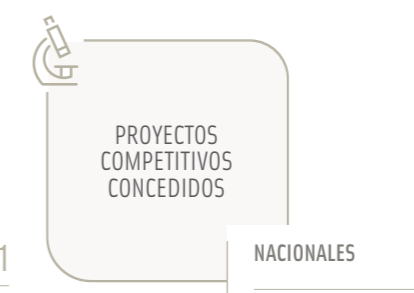 PROYECTOS
COMPETITIVOS
CONCEDIDOS
1
NACIONALES